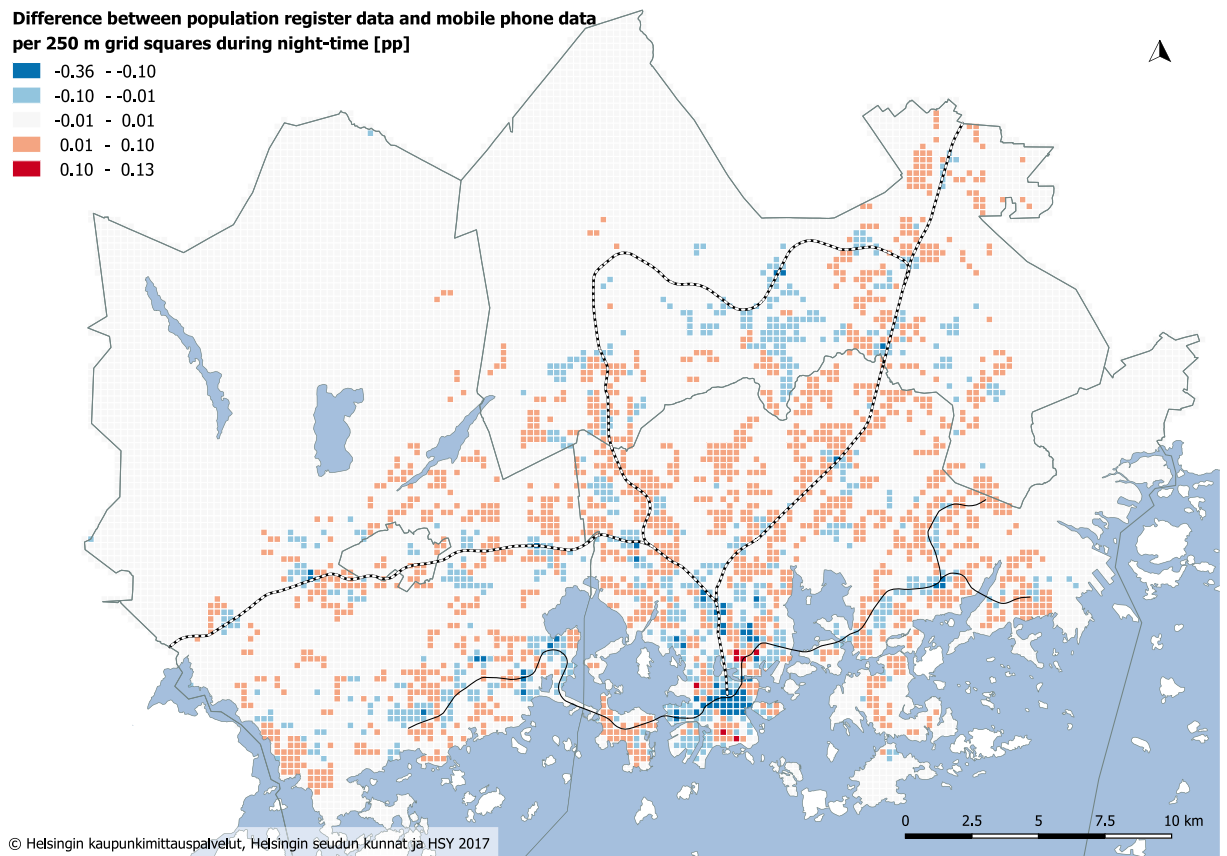 Difference between population register data and mobile phone data
per 250 m grid squares during night-time [pp]
-0.36 - -0.10
-0.10 - -0.01
-0.01 - 0.01
0.01 - 0.10
0.10 - 0.13
0 2.5 5 7.5 10 km
© Helsingin kaupunkimittauspalvelut, Helsingin seudun kunnat ja HSY 2017